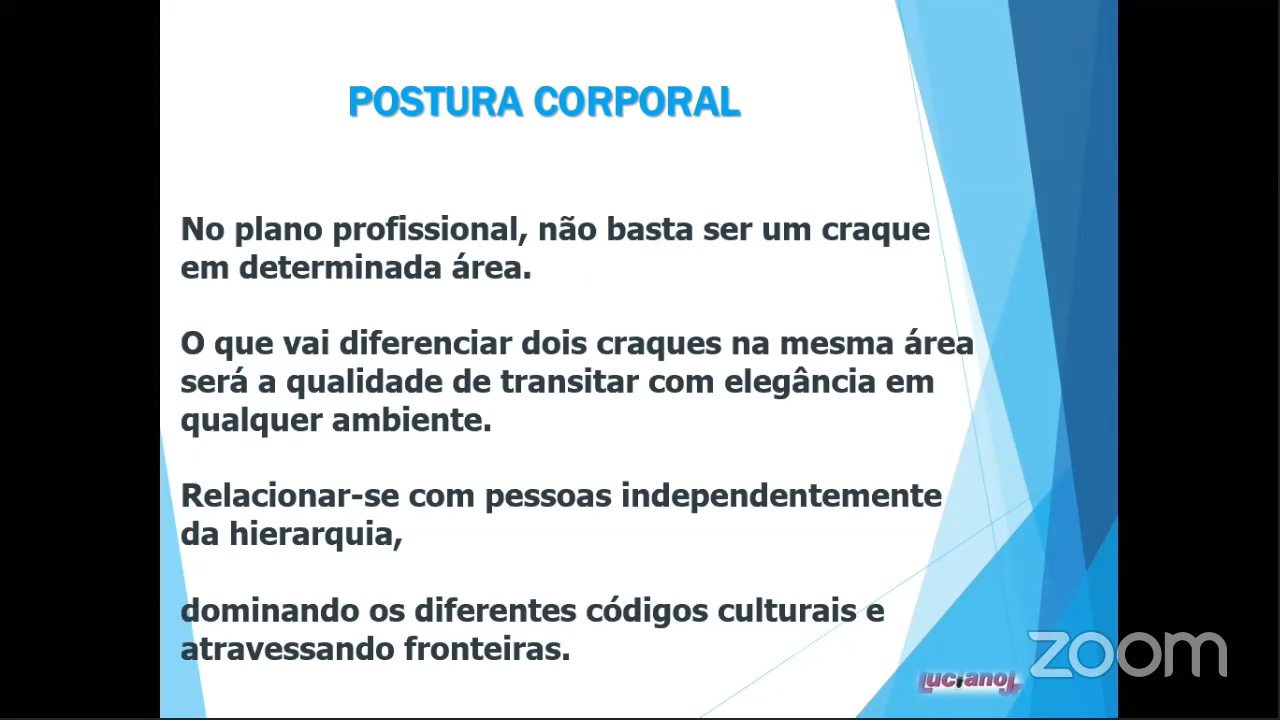 POSTURA CORPORAL
No plano profissional, não basta ser um craque
em determinada área.
O que vai diferenciar dois craques na mesma área
será a qualidade de transitar com elegância em
qualquer ambiente.
Relacionar-se com pessoas independentemente
da hierarquia,
dominando os diferentes códigos culturais e
atravessando fronteiras.
LucianoJr
zoom